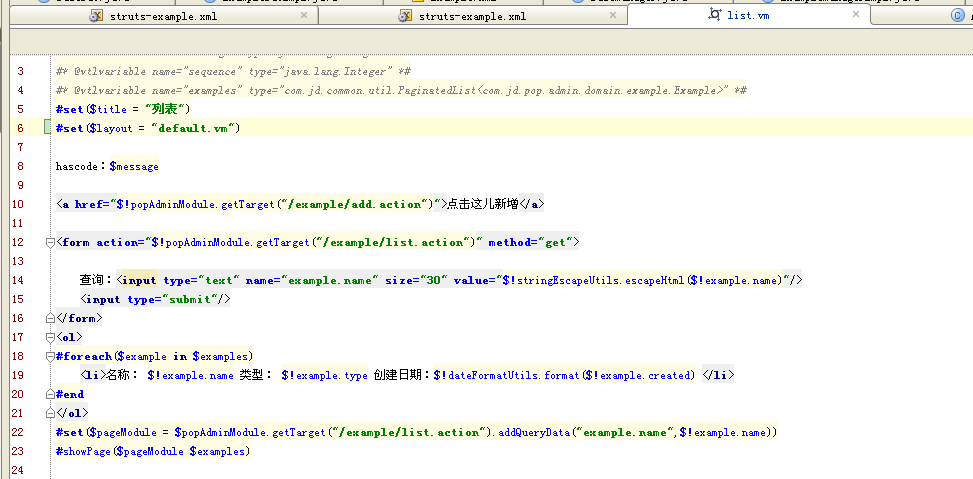 struts-example.xml struts-example.xml list.vm
3 #* @vtlvariable name="sequence" type="java.lang.Integer" *#
4 #* @vtlvariable name="examples" type="com.jd.common.util.PaginatedList<com.jd.pop.admin.domain.example.Example>" *#
5 #set($title = "列表")
6 #set($layout = "default.vm")
7
8 hascode：$message
9
10 <a href="$!popAdminModule.getTarget("/example/add.action")">点击这儿新增</a>
11
12 <form action="$!popAdminModule.getTarget("/example/list.action")" method="get">
13
14 查询：<input type="text" name="example.name" size="30" value="$!stringEscapeUtils.escapeHtml($!example.name)"/>
15 <input type="submit"/>
16 </form>
17 <ol>
18 #foreach($example in $examples)
19 <li>名称： $!example.name 类型： $!example.type 创建日期：$!dateFormatUtils.format($!example.created) </li>
20 #end
21 </ol>
22 #set($pageModule = $popAdminModule.getTarget("/example/list.action").addQueryData("example.name",$!example.name))
23 #showPage($pageModule $examples)
24